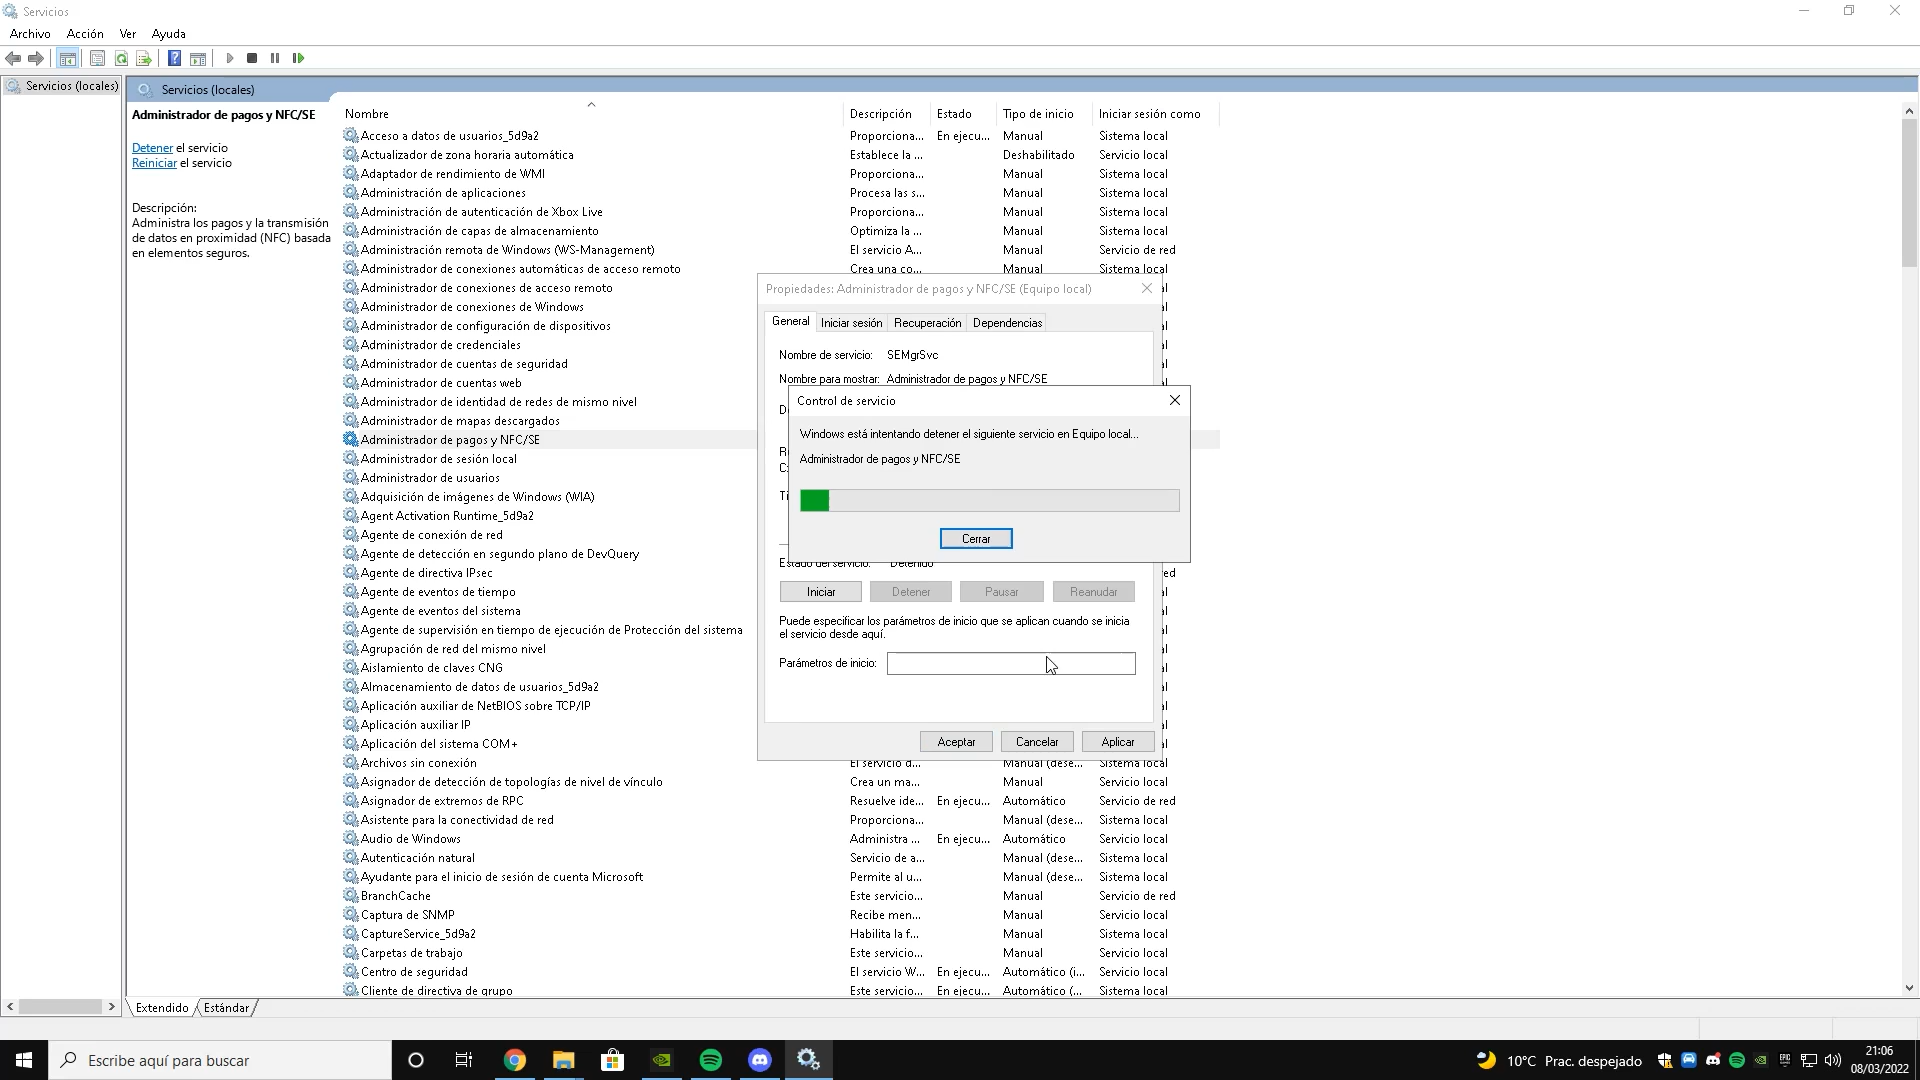 Servicios
Archivo Acción Ver Ayuda
Servicios (locales)
Servicios (locales)
Administrador de pagos y NFC/SE
Detener el servicio
Reiniciar el servicio
Descripción:
Administra los pagos y la transmisión
de datos en proximidad (NFC) basada
en elementos seguros.
Nombre Descripción Estado Tipo de inicio Iniciar sesión como
Acceso a datos de usuarios_5d9a2 Proporciona... En ejecu... Manual Sistema local
Actualizador de zona horaria automática Establece la ... Deshabilitado Servicio local
Adaptador de rendimiento de WMI Proporciona... Manual Sistema local
Administración de aplicaciones Procesa las s... Manual Sistema local
Administración de autenticación de Xbox Live Proporciona... Manual Sistema local
Administración de capas de almacenamiento Optimiza la ... Manual Sistema local
Administración remota de Windows (WS-Management) El servicio A... Manual Servicio de red
Administrador de conexiones automáticas de acceso remoto Crea una co... Manual Sistema local
Administrador de conexiones de acceso remoto
Administrador de conexiones de Windows
Administrador de configuración de dispositivos
Administrador de credenciales
Administrador de cuentas de seguridad
Administrador de cuentas web
Administrador de identidad de redes de mismo nivel
Administrador de mapas descargados
Administrador de pagos y NFC/SE
Administrador de sesión local
Administrador de usuarios
Adquisición de imágenes de Windows (WIA)
Agent Activation Runtime_5d9a2
Agente de conexión de red
Agente de detección en segundo plano de DevQuery
Agente de directiva IPsec ed
Agente de eventos de tiempo
Agente de eventos del sistema
Agente de supervisión en tiempo de ejecución de Protección del sistema
Agrupación de red del mismo nivel
Aislamiento de claves CNG
Almacenamiento de datos de usuarios_5d9a2
Aplicación auxiliar de NetBIOS sobre TCP/IP
Aplicación auxiliar IP
Aplicación del sistema COM+
Archivos sin conexión El servicio d... Manual (dese... Sistema local
Asignador de detección de topologías de nivel de vínculo Crea un ma... Manual Servicio local
Asignador de extremos de RPC Resuelve ide... En ejecu... Automático Servicio de red
Asistente para la conectividad de red Proporciona... Manual (dese... Sistema local
Audio de Windows Administra ... En ejecu... Automático Servicio local
Autenticación natural Servicio de a... Manual (dese... Sistema local
Ayudante para el inicio de sesión de cuenta Microsoft Permite al u... Manual (dese... Sistema local
BranchCache Este servicio... Manual Servicio de red
Captura de SNMP Recibe men... Manual Servicio local
CaptureService_5d9a2 Habilita la f... Manual Sistema local
Carpetas de trabajo Este servicio... Manual Servicio local
Centro de seguridad El servicio W... En ejecu... Automático (i... Servicio local
Cliente de directiva de grupo Este servicio... En ejecu... Automático (... Sistema local
Propiedades: Administrador de pagos y NFC/SE (Equipo local)
General Iniciar sesión Recuperación Dependencias
Nombre de servicio: SEMgrSvc
Nombre para mostrar: Administrador de pagos y NFC/SE
Control de servicio
Windows está intentando detener el siguiente servicio en Equipo local...
Administrador de pagos y NFC/SE
Cerrar
Estado del servicio: Detenido
Iniciar Detener Pausar Reanudar
Puede especificar los parámetros de inicio que se aplican cuando se inicia
el servicio desde aquí.
Parámetros de inicio:
Aceptar Cancelar Aplicar
Extendido Estándar
Escribe aquí para buscar
10°C Prac. despejado
21:06
08/03/2022